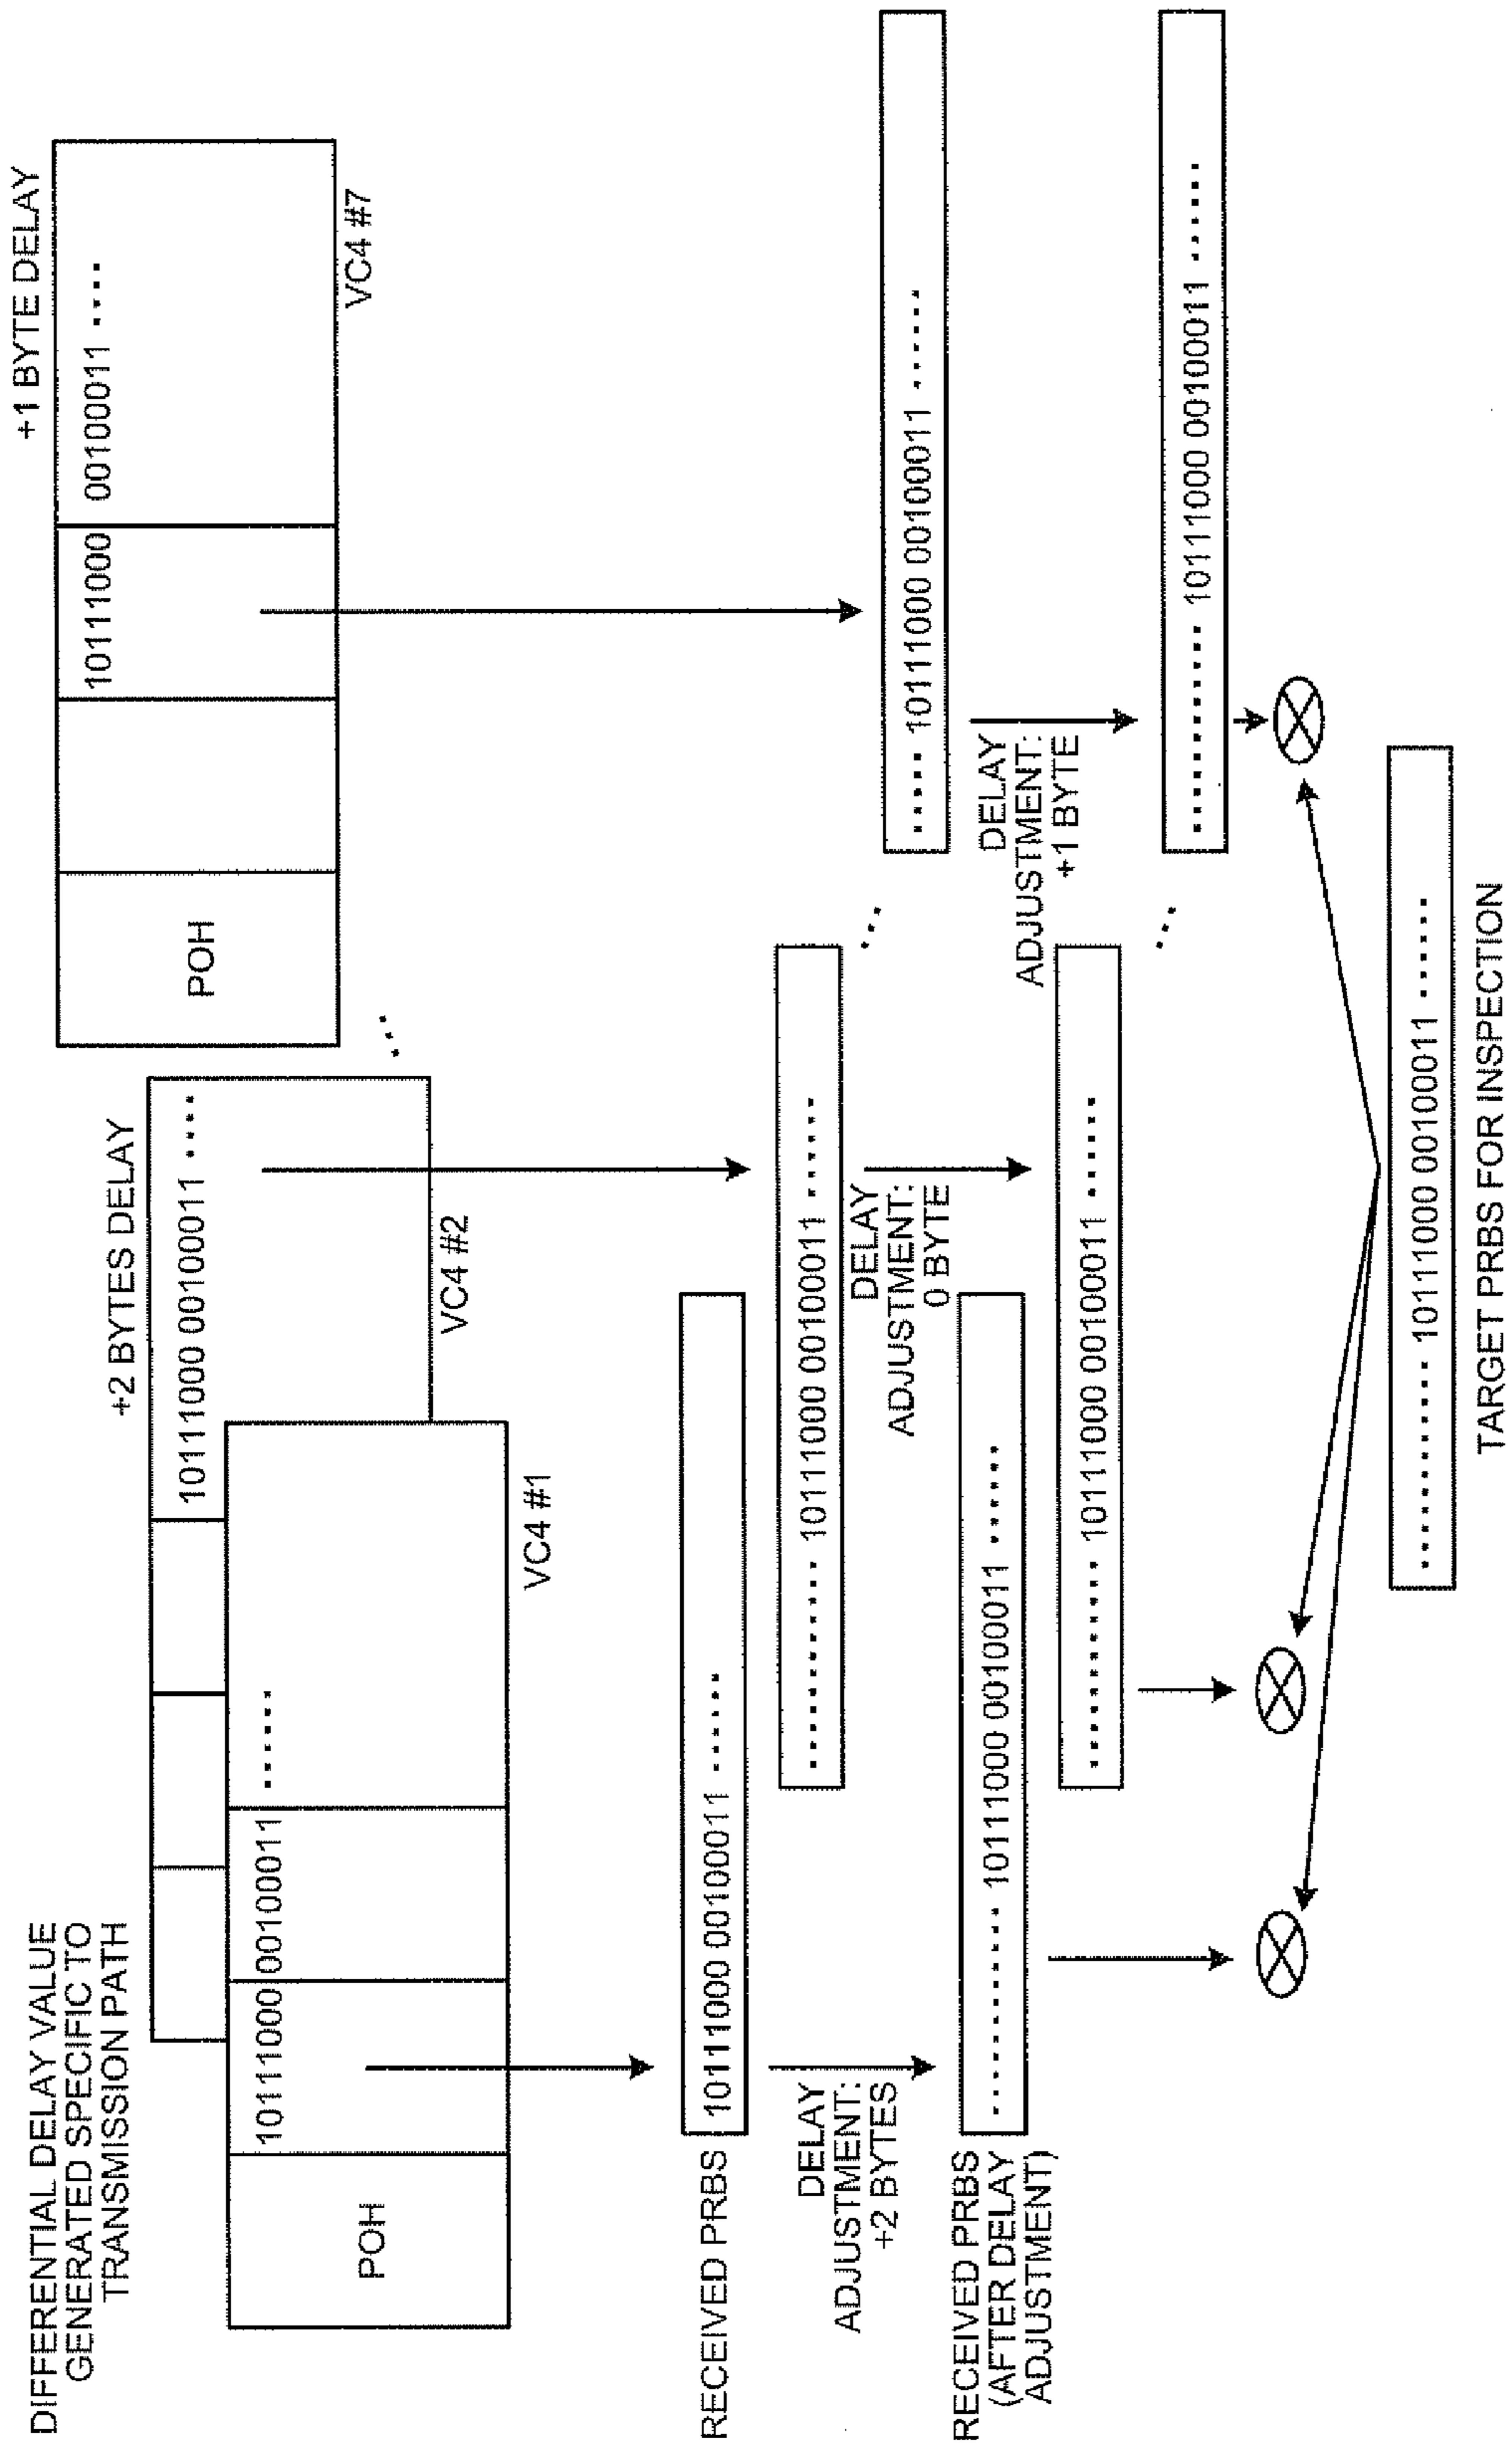 DIFFERENTIAL DELAY VALUE
GENERATED SPECIFIC TO
TRANSMISSION PATH
+2 BYTES DELAY
+1 BYTE DELAY
10111000 00100011 ....
10111000 00100011 ....
POH
VC4 #7
...
VC4 #2
POH
10111000 00100011 ......
VC4 #1
RECEIVED PRBS
10111000 00100011 ......
............ 10111000 00100011 ......
...
..... 10111000 00100011 ......
DELAY
ADJUSTMENT:
+2 BYTES
DELAY
ADJUSTMENT:
0 BYTE
DELAY
ADJUSTMENT:
+1 BYTE
RECEIVED PRBS
(AFTER DELAY
ADJUSTMENT)
............ 10111000 00100011 ......
............ 10111000 00100011 ......
...
............ 10111000 00100011 ......
............ 10111000 00100011 ......
TARGET PRBS FOR INSPECTION